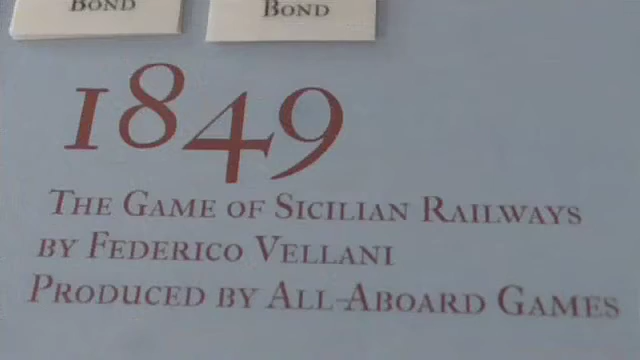 BOND
BOND
1849
THE GAME OF SICILIAN RAILWAYS
BY FEDERICO VELLANI
PRODUCED BY ALL-ABOARD GAMES